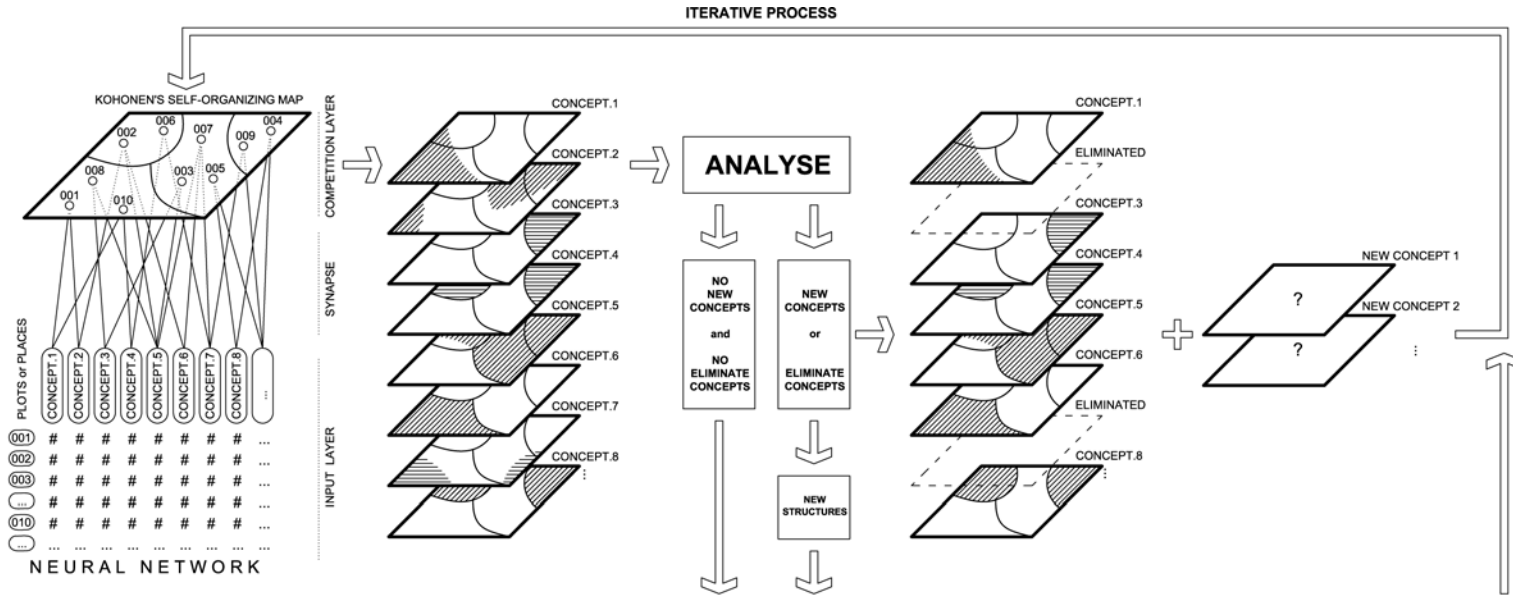 ITERATIVE PROCESS
KOHONEN'S SELF-ORGANIZING MAP
006
004
002
007
009
008
003
005
001
010
COMPETITION LAYER
SYNAPSE
INPUT LAYER
PLOTS or PLACES
CONCEPT.1
CONCEPT.2
CONCEPT.3
CONCEPT.4
CONCEPT.5
CONCEPT.6
CONCEPT.7
CONCEPT.8
...
001 # # # # # # # # ...
002 # # # # # # # # ...
003 # # # # # # # # ...
... # # # # # # # # ...
010 # # # # # # # # ...
... ... ... ... ... ... ... ... ... ...
NEURAL NETWORK
CONCEPT.1
CONCEPT.2
CONCEPT.3
CONCEPT.4
CONCEPT.5
CONCEPT.6
CONCEPT.7
CONCEPT.8
...
ANALYSE
NO
NEW
CONCEPTS
and
NO
ELIMINATE
CONCEPTS
NEW
CONCEPTS
or
ELIMINATE
CONCEPTS
NEW
STRUCTURES
CONCEPT.1
ELIMINATED
CONCEPT.3
CONCEPT.4
CONCEPT.5
CONCEPT.6
ELIMINATED
CONCEPT.8
...
NEW CONCEPT 1
?
NEW CONCEPT 2
?
...